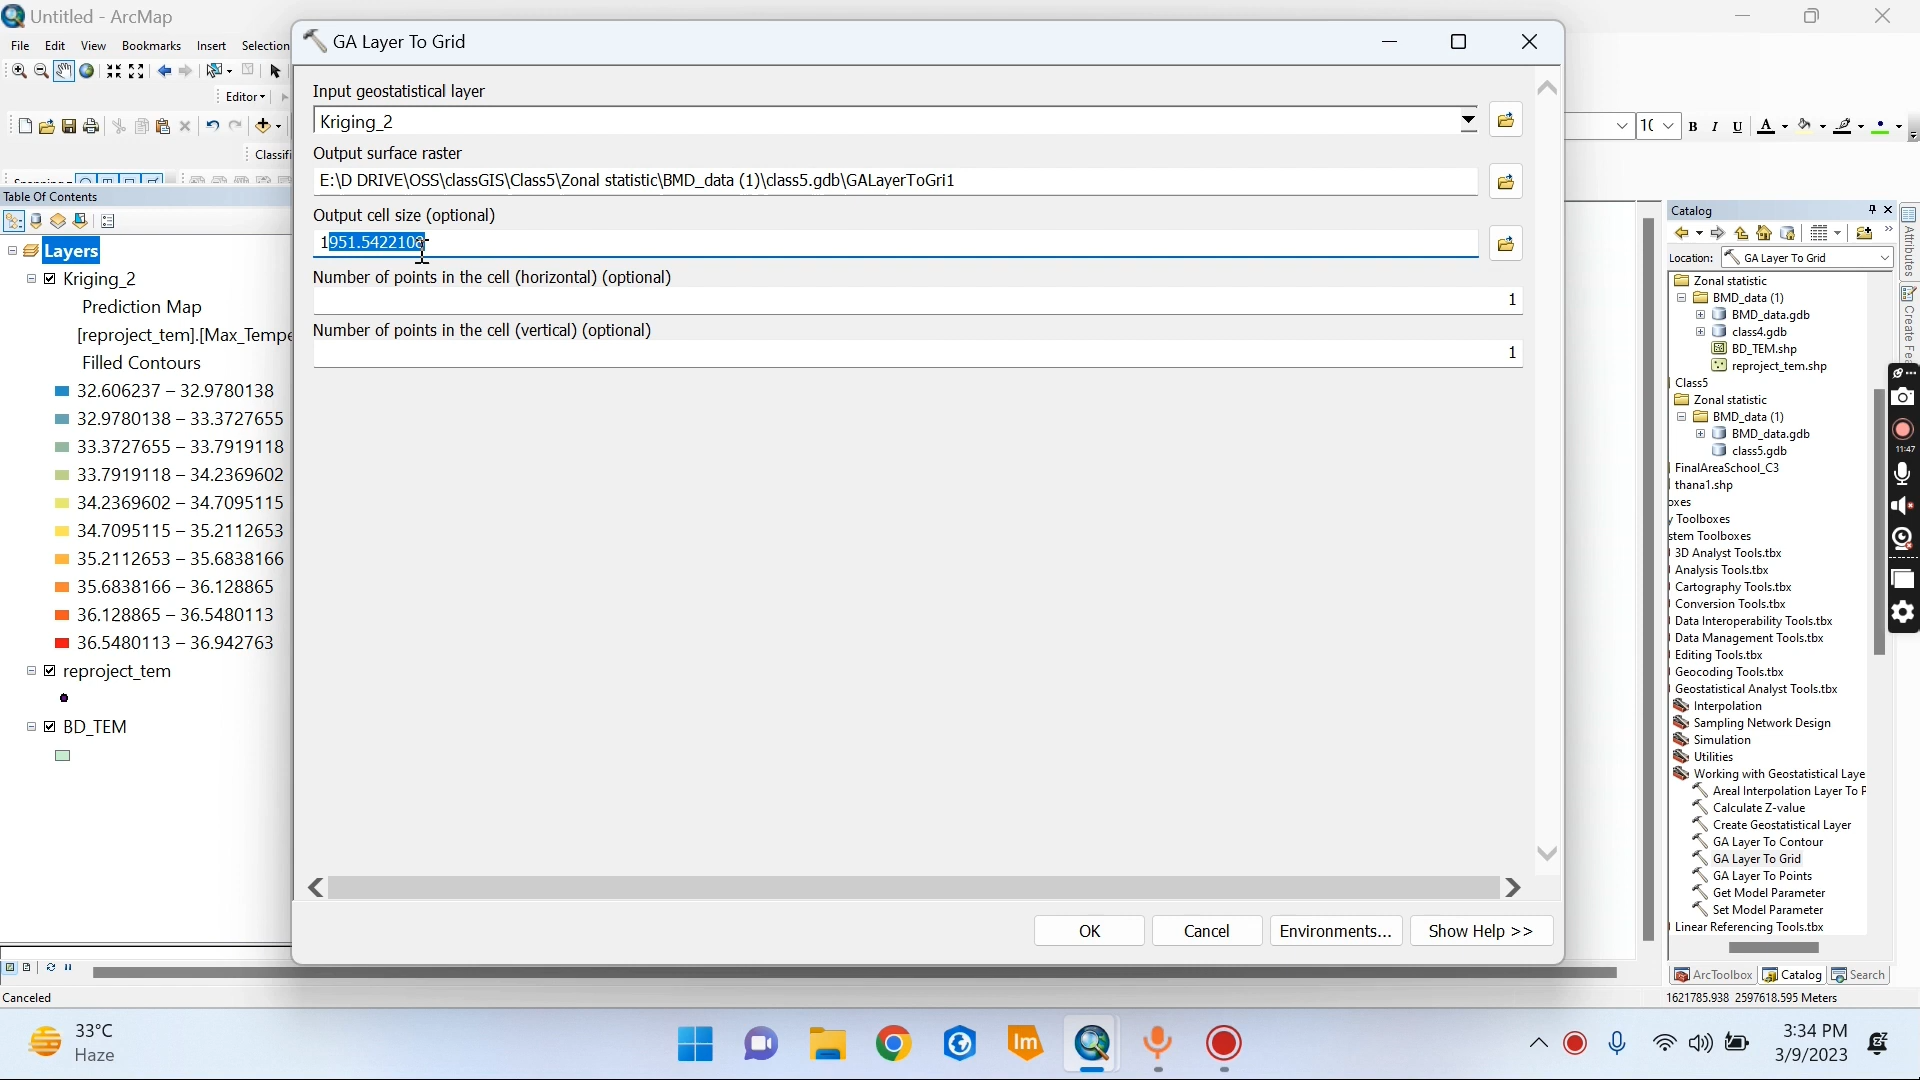 Untitled - ArcMap
File Edit View Bookmarks Insert Selection
Editor
Table Of Contents
Layers
Kriging_2
Prediction Map
Filled Contours
32.606237 – 32.9780138
32.9780138 – 33.3727655
33.3727655 – 33.7919118
33.7919118 – 34.2369602
34.2369602 – 34.7095115
34.7095115 – 35.2112653
35.2112653 – 35.6838166
35.6838166 – 36.128865
36.128865 – 36.5480113
36.5480113 – 36.942763
reproject_tem
BD_TEM
Canceled
GA Layer To Grid
Input geostatistical layer
Kriging_2
Output surface raster
E:\D DRIVE\OSS\classGIS\Class5\Zonal statistic\BMD_data (1)\class5.gdb\GALayerToGri1
Output cell size (optional)
Number of points in the cell (horizontal) (optional)
1
Number of points in the cell (vertical) (optional)
1
OK Cancel Environments... Show Help >>
B I U A
Catalog
Location: GA Layer To Grid
Zonal statistic
BMD_data (1)
BMD_data.gdb
class4.gdb
BD_TEM.shp
reproject_tem.shp
Class5
Zonal statistic
BMD_data (1)
BMD_data.gdb
class5.gdb
FinalAreaSchool_C3
thana1.shp
Toolboxes
3D Analyst Tools.tbx
Analysis Tools.tbx
Cartography Tools.tbx
Conversion Tools.tbx
Data Interoperability Tools.tbx
Data Management Tools.tbx
Editing Tools.tbx
Geocoding Tools.tbx
Geostatistical Analyst Tools.tbx
Interpolation
Sampling Network Design
Simulation
Utilities
Working with Geostatistical Laye
Areal Interpolation Layer To P
Calculate Z-value
Create Geostatistical Layer
GA Layer To Contour
GA Layer To Grid
GA Layer To Points
Get Model Parameter
Set Model Parameter
Linear Referencing Tools.tbx
ArcToolbox Catalog Search
1621785.938 2597618.595 Meters
Attributes
11:47
33°C
Haze
Im
3:34 PM
3/9/2023